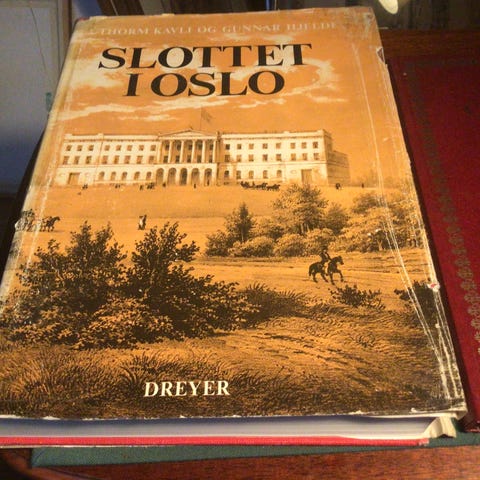 THORM KAVLI OG GUNNAR HJELDE
SLOTTET
I OSLO
DREYER